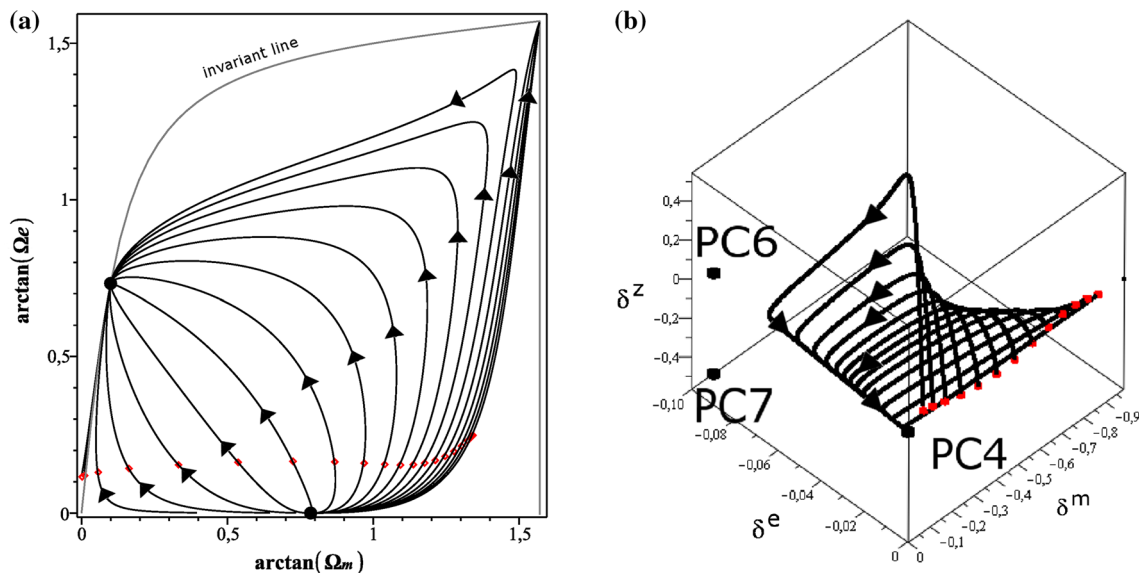 (a)
(b)
1,5
1
0,5
0
arctan(Ωe)
invariant line
0
0,5
1
1,5
arctan(Ωm)
0,4
0,2
0
−0,2
−0,4
δz
PC6
PC7
PC4
−0,10
−0,08
−0,06
−0,04
−0,02
0
δe
0
−0,1
−0,2
−0,3
−0,4
−0,5
−0,6
−0,7
−0,8
−0,9
δm